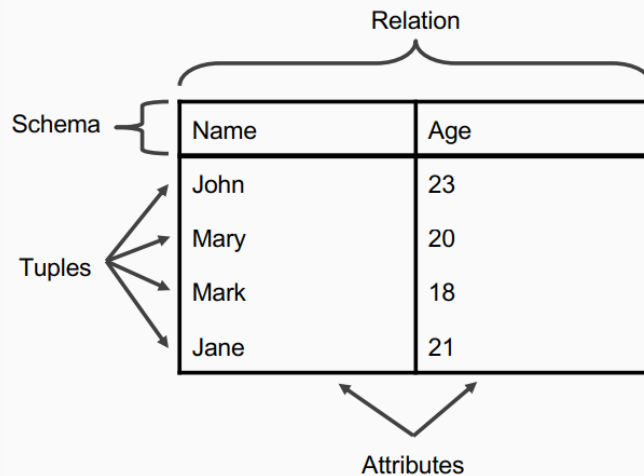 Relation
Schema
Name Age
John 23
Mary 20
Tuples
Mark 18
Jane 21
Attributes